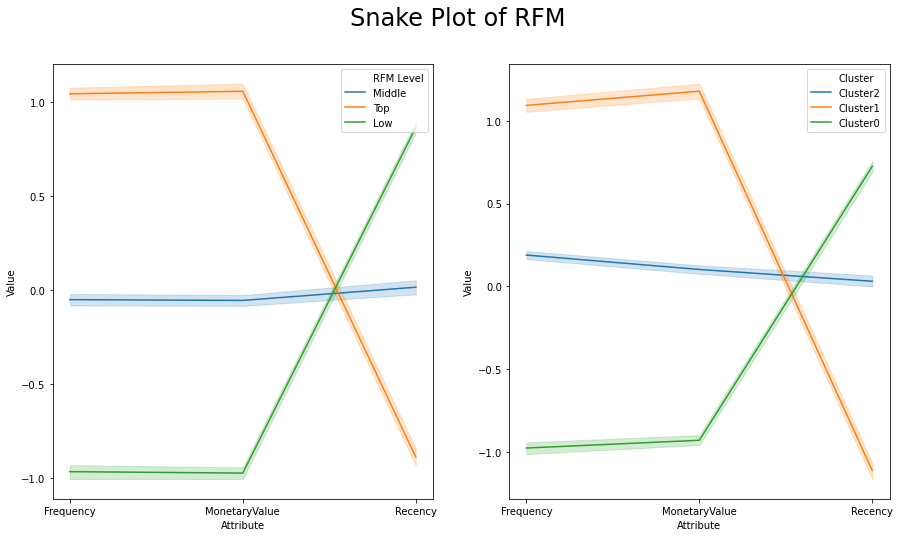 Snake Plot of RFM
RFM Level
Middle
Top
Low
1.0
0.5
0.0
−0.5
−1.0
Value
Frequency
MonetaryValue
Recency
Attribute
Cluster
Cluster2
Cluster1
Cluster0
1.0
0.5
0.0
−0.5
−1.0
Value
Frequency
MonetaryValue
Recency
Attribute